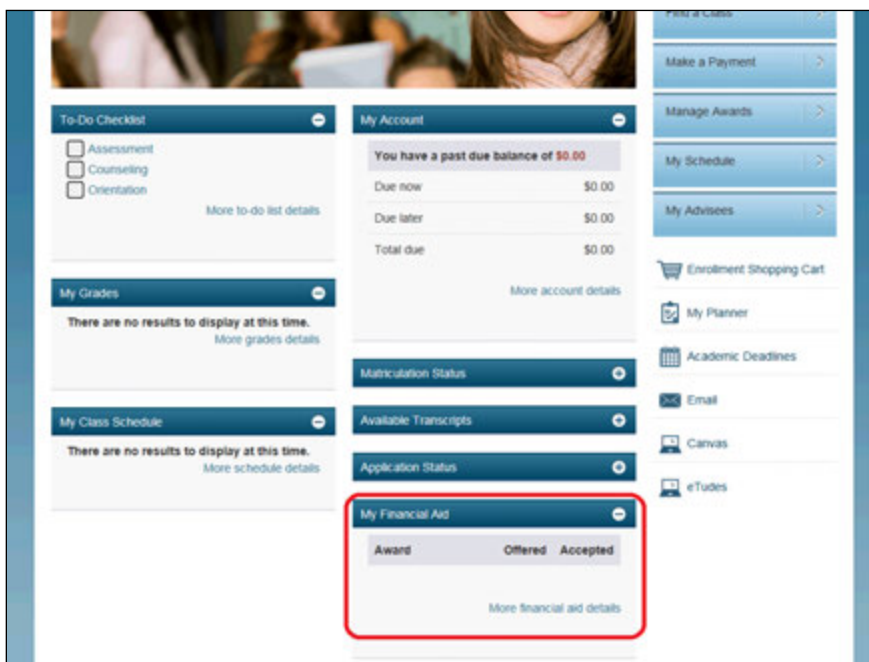 To-Do Checklist
Assessment
Counseling
Orientation
More to-do list details
My Grades
There are no results to display at this time.
More grades details
My Class Schedule
There are no results to display at this time.
More schedule details
My Account
You have a past due balance of $0.00
Due now $0.00
Due later $0.00
Total due $0.00
More account details
Matriculation Status
Available Transcripts
Application Status
My Financial Aid
Award Offered Accepted
More financial aid details
Find a Class
Make a Payment
Manage Awards
My Schedule
My Advisees
Enrollment Shopping Cart
My Planner
Academic Deadlines
Email
Canvas
eTudes